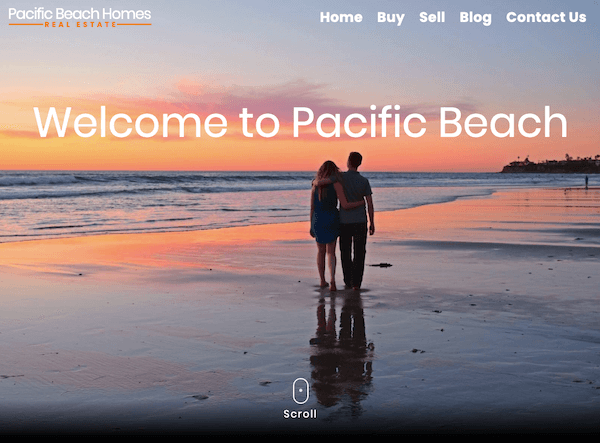 Pacific Beach Homes
REAL ESTATE
Home Buy Sell Blog Contact Us
Welcome to Pacific Beach
Scroll